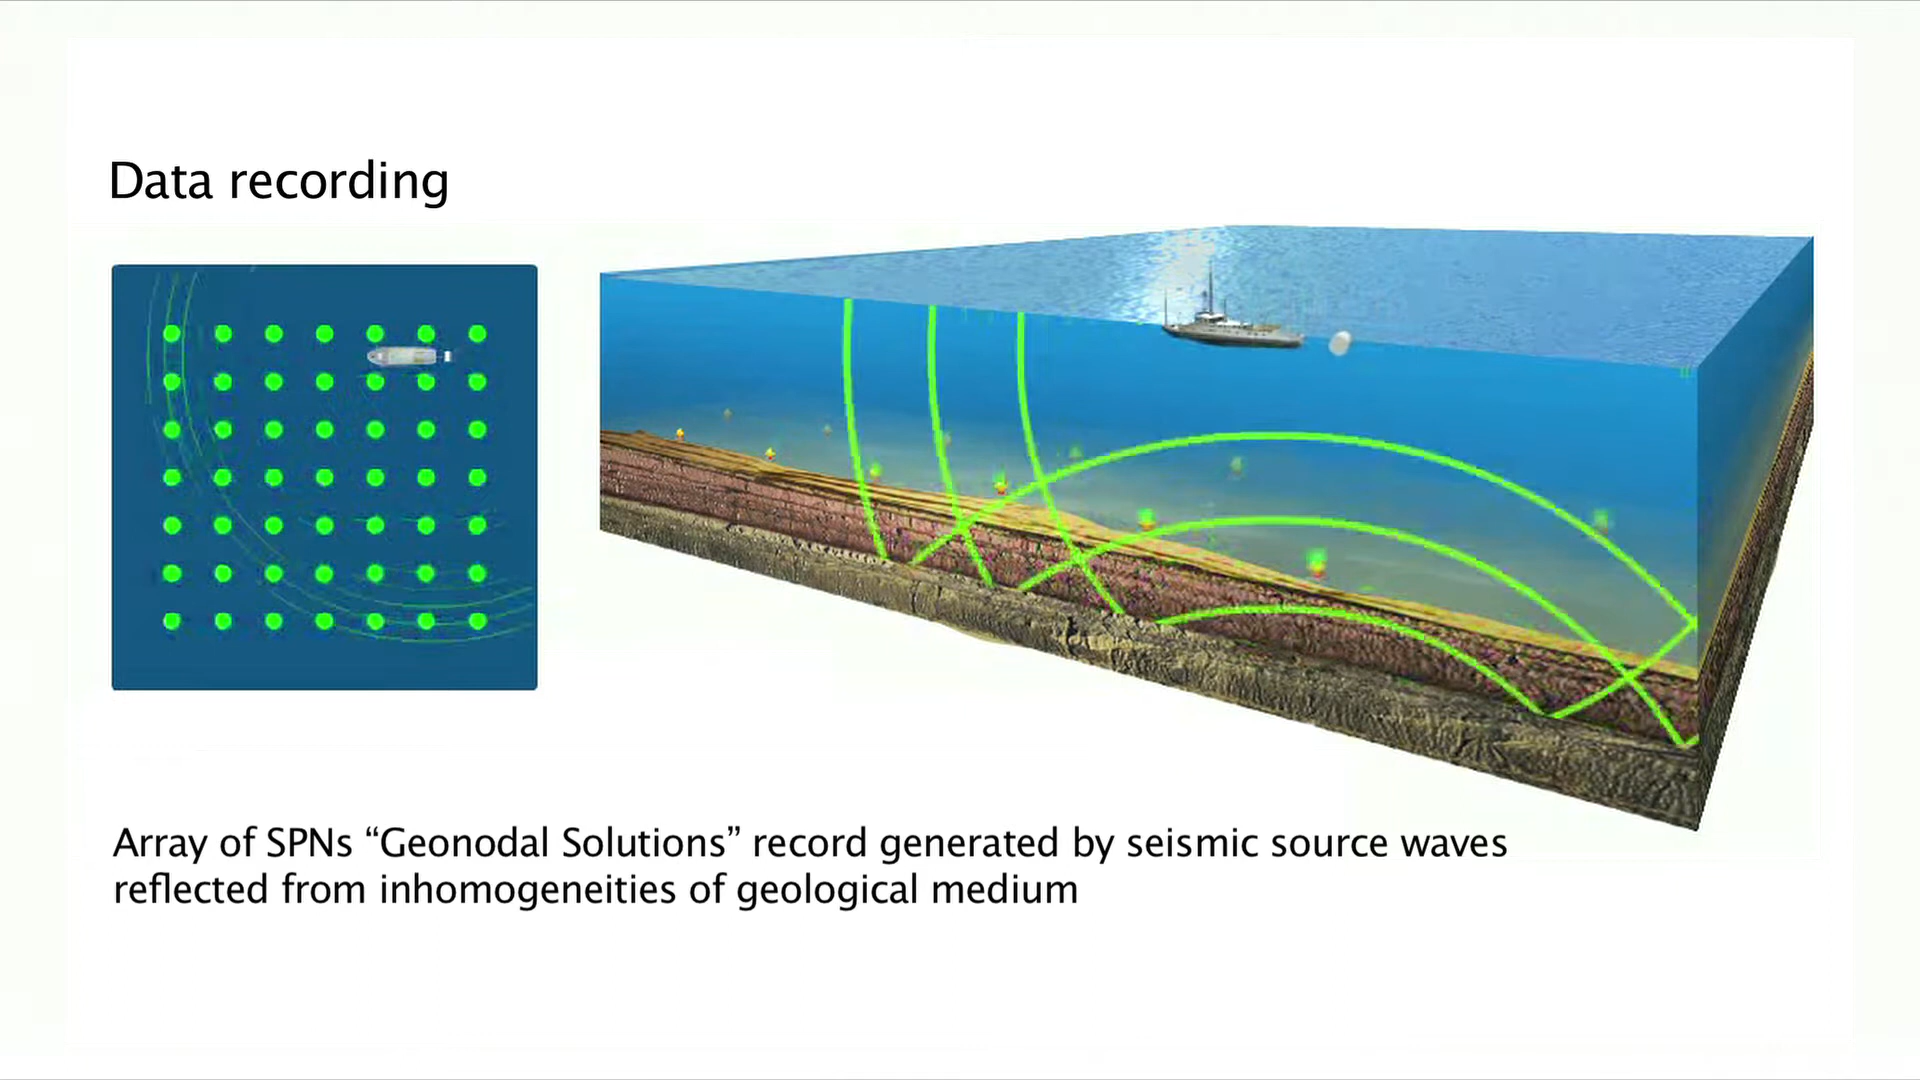 Data recording
Array of SPNs “Geonodal Solutions” record generated by seismic source waves
reflected from inhomogeneities of geological medium